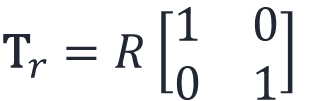 T_r = R [1 0
0 1]